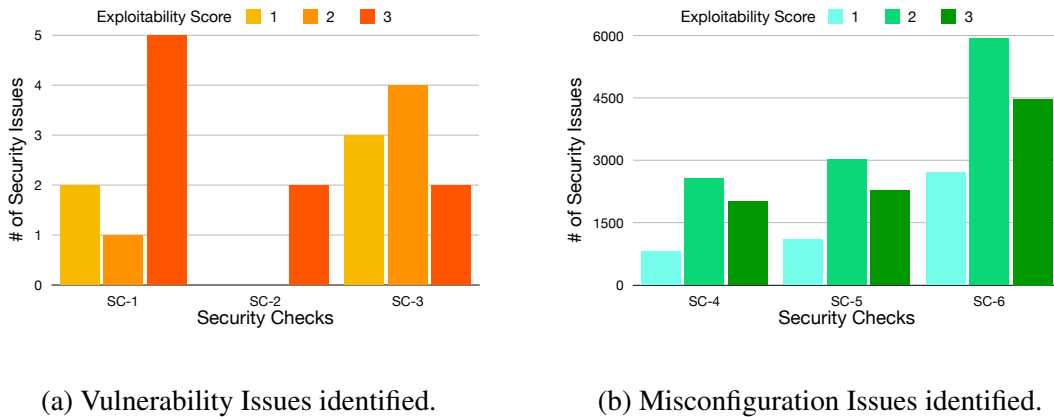 Exploitability Score 1 2 3
# of Security Issues
5
4
3
2
1
0
SC-1 SC-2 SC-3
Security Checks
(a) Vulnerability Issues identified.
Exploitability Score 1 2 3
# of Security Issues
6000
4500
3000
1500
0
SC-4 SC-5 SC-6
Security Checks
(b) Misconfiguration Issues identified.